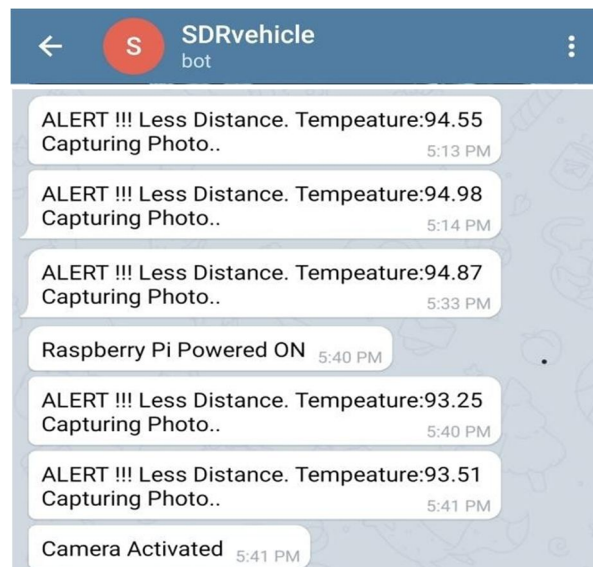 S
SDRvehicle
bot
ALERT !!! Less Distance. Tempeature:94.55
Capturing Photo..
5:13 PM
ALERT !!! Less Distance. Tempeature:94.98
Capturing Photo..
5:14 PM
ALERT !!! Less Distance. Tempeature:94.87
Capturing Photo..
5:33 PM
Raspberry Pi Powered ON 5:40 PM
ALERT !!! Less Distance. Tempeature:93.25
Capturing Photo..
5:40 PM
ALERT !!! Less Distance. Tempeature:93.51
Capturing Photo..
5:41 PM
Camera Activated 5:41 PM